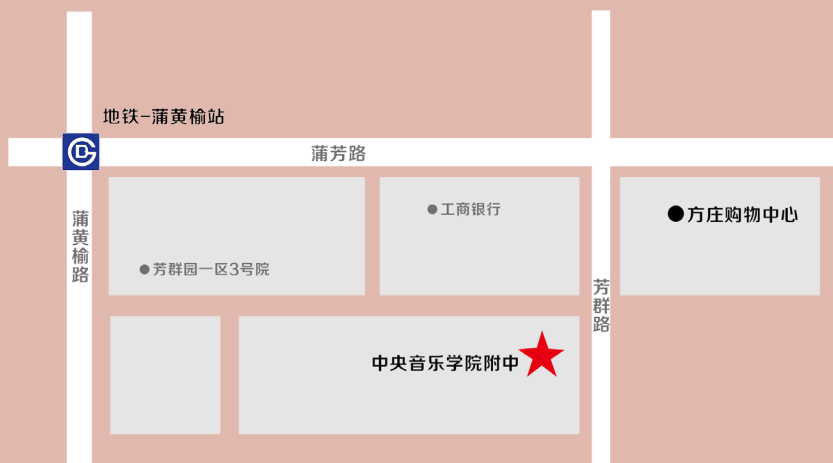 地铁-蒲黄榆站
蒲芳路
蒲黄榆路
工商银行
方庄购物中心
芳群园一区3号院
芳群路
中央音乐学院附中